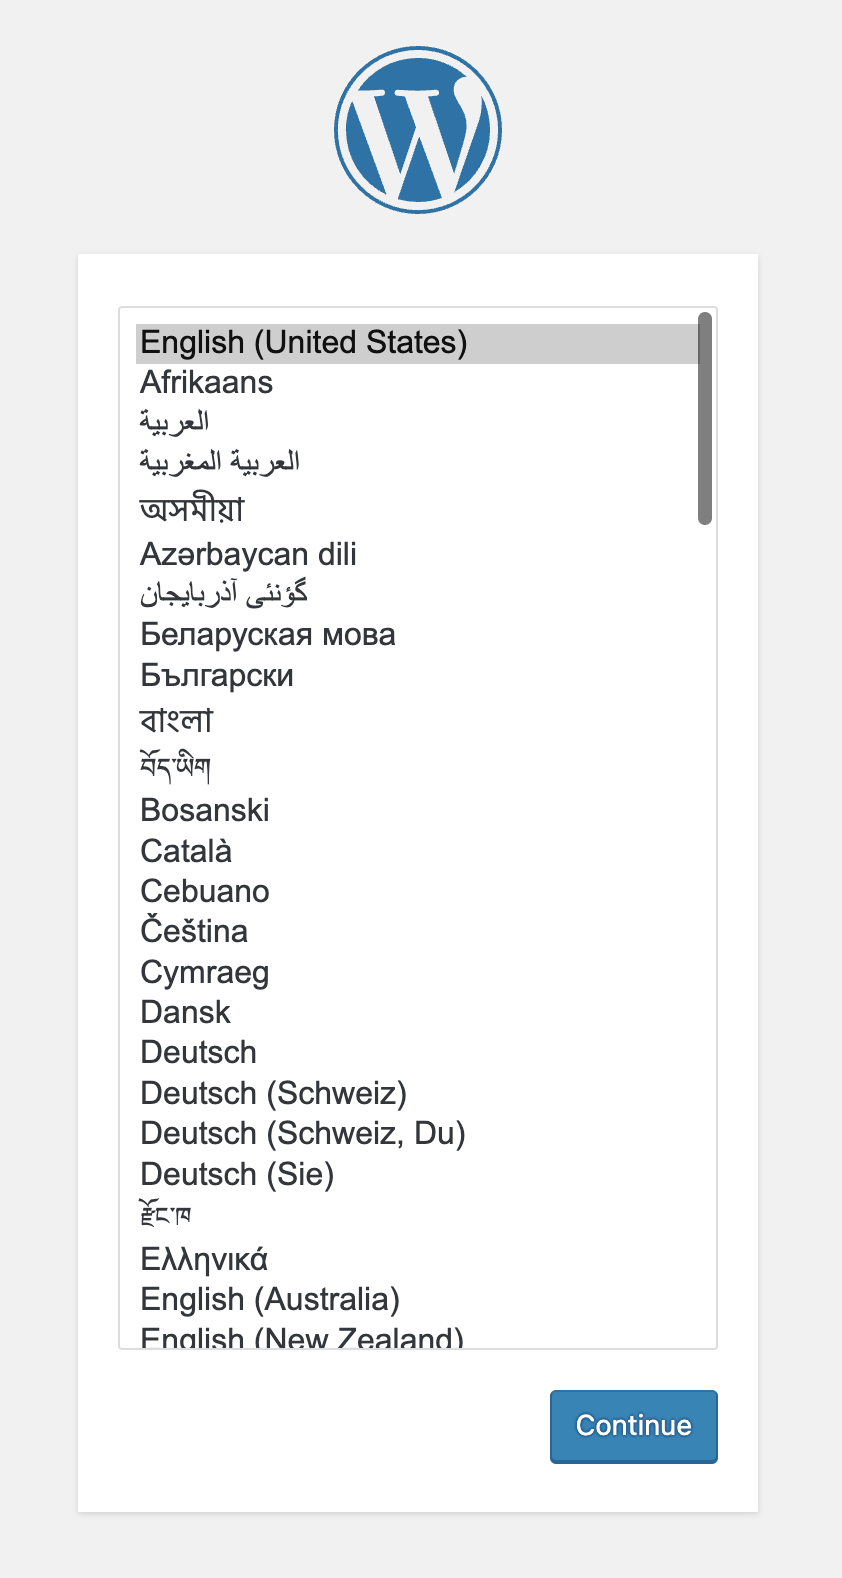 English (United States)
Afrikaans
العربية
العربية المغربية
অসমীয়া
Azərbaycan dili
گؤنئی آذربایجان
Беларуская мова
Български
বাংলা
བོད་ཡིག
Bosanski
Català
Cebuano
Čeština
Cymraeg
Dansk
Deutsch
Deutsch (Schweiz)
Deutsch (Schweiz, Du)
Deutsch (Sie)
རྫོང་ཁ
Ελληνικά
English (Australia)
English (New Zealand)
Continue